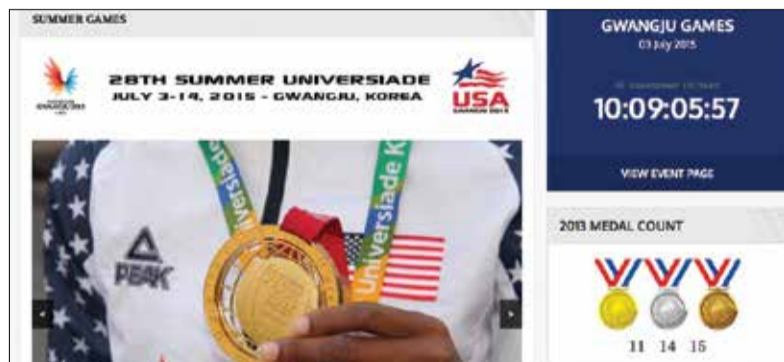 SUMMER GAMES
28TH SUMMER UNIVERSIADE
JULY 3-14, 2015 - GWANGJU, KOREA
USA
PEAK
iversiade
Universiade K
GWANGJU GAMES
03 July 2015
10:09:05:57
VIEW EVENT PAGE
2013 MEDAL COUNT
11 14 15